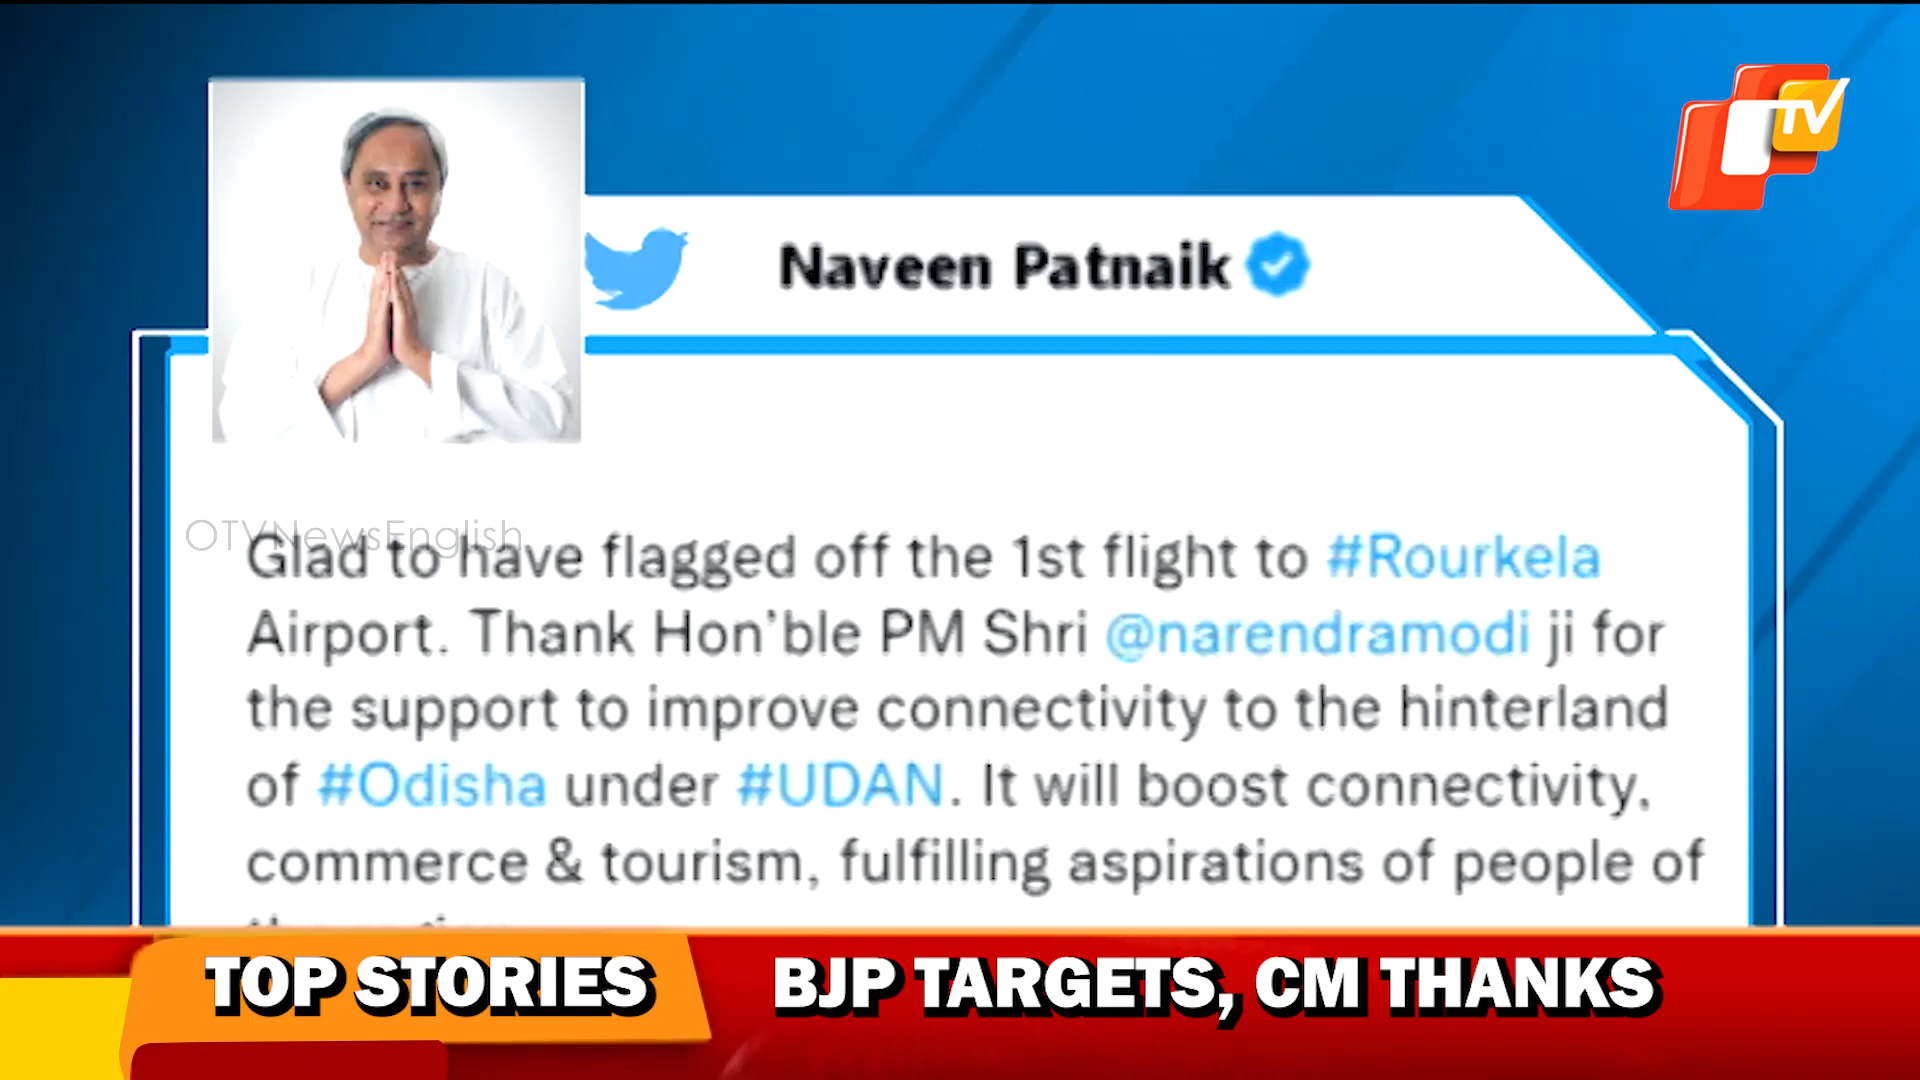 TV
Naveen Patnaik
OTVNewsEnglish
Glad to have flagged off the 1st flight to #Rourkela
Airport. Thank Hon'ble PM Shri @narendramodi ji for
the support to improve connectivity to the hinterland
of #Odisha under #UDAN. It will boost connectivity,
commerce & tourism, fulfilling aspirations of people of
TOP STORIES
BJP TARGETS, CM THANKS